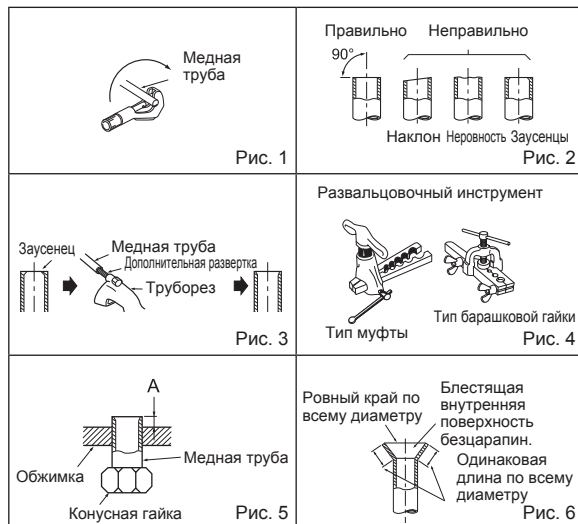 Медная
труба
Рис. 1
Правильно
Неправильно
90°
Наклон Неровность Заусенцы
Рис. 2
Заусенец
Медная труба
Дополнительная развертка
Труборез
Рис. 3
Развальцовочный инструмент
Тип муфты
Тип барашковой гайки
Рис. 4
A
Обжимка
Медная труба
Конусная гайка
Рис. 5
Ровный край по
всему диаметру
Блестящая
внутренняя
поверхность
безцарапин.
Одинаковая
длина по всему
диаметру
Рис. 6